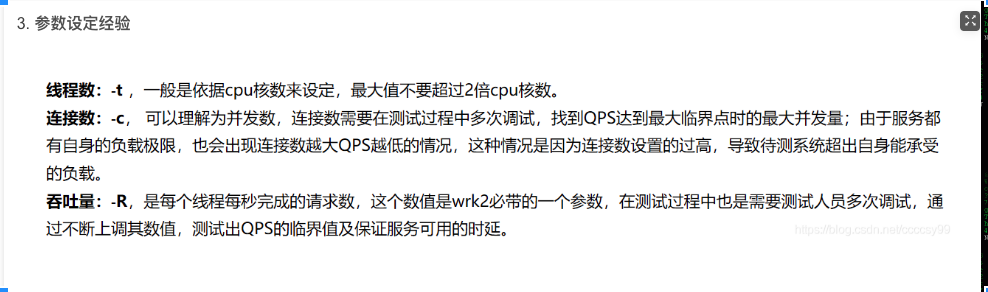 3. 参数设定经验
线程数：-t ，一般是依据cpu核数来设定，最大值不要超过2倍cpu核数。
连接数：-c， 可以理解为并发数，连接数需要在测试过程中多次调试，找到QPS达到最大临界点时的最大并发量；由于服务都
有自身的负载极限，也会出现连接数越大QPS越低的情况，这种情况是因为连接数设置的过高，导致待测系统超出自身能承受
的负载。
吞吐量：-R，是每个线程每秒完成的请求数，这个数值是wrk2必带的一个参数，在测试过程中也是需要测试人员多次调试，通
过不断上调其数值，测试出QPS的临界值及保证服务可用的时延。
https://blog.csdn.net/ccccsy99